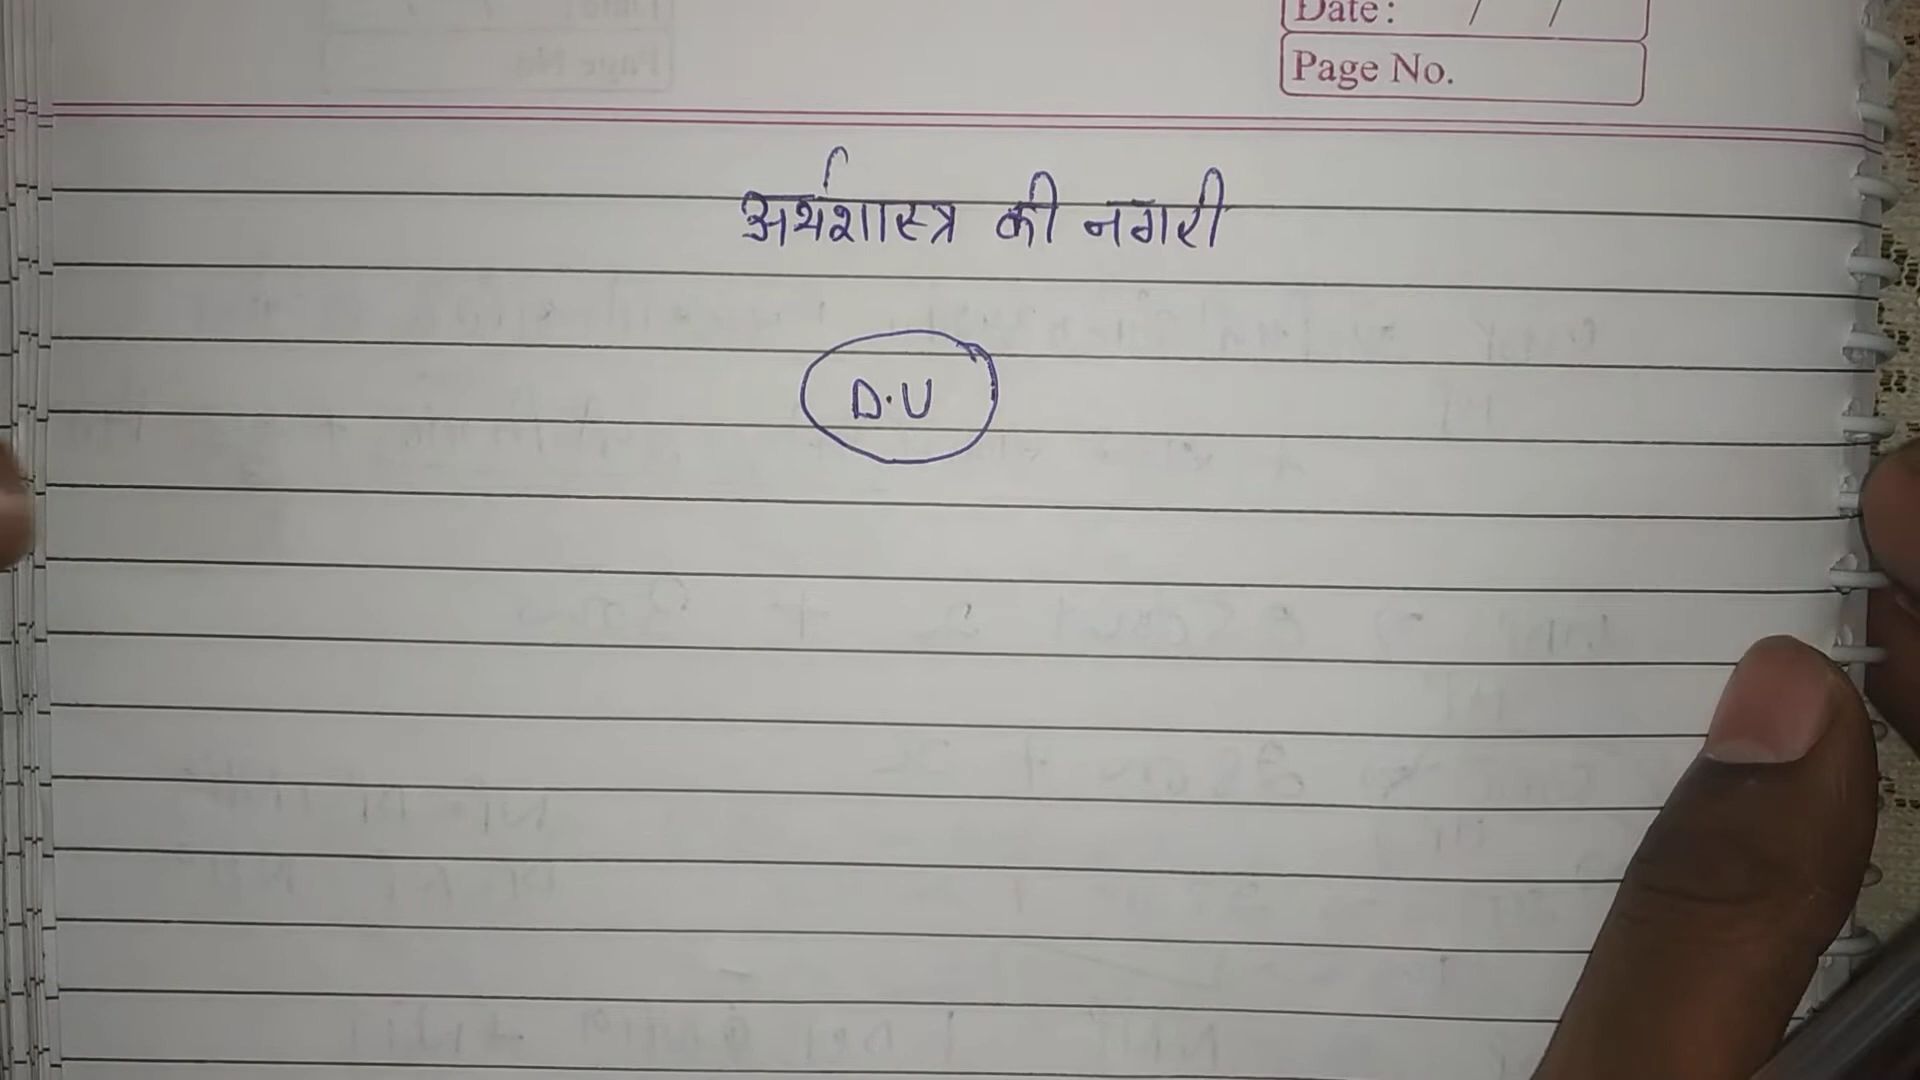 Date: / /
Page No.
अर्थशास्त्र की नगरी
D.U